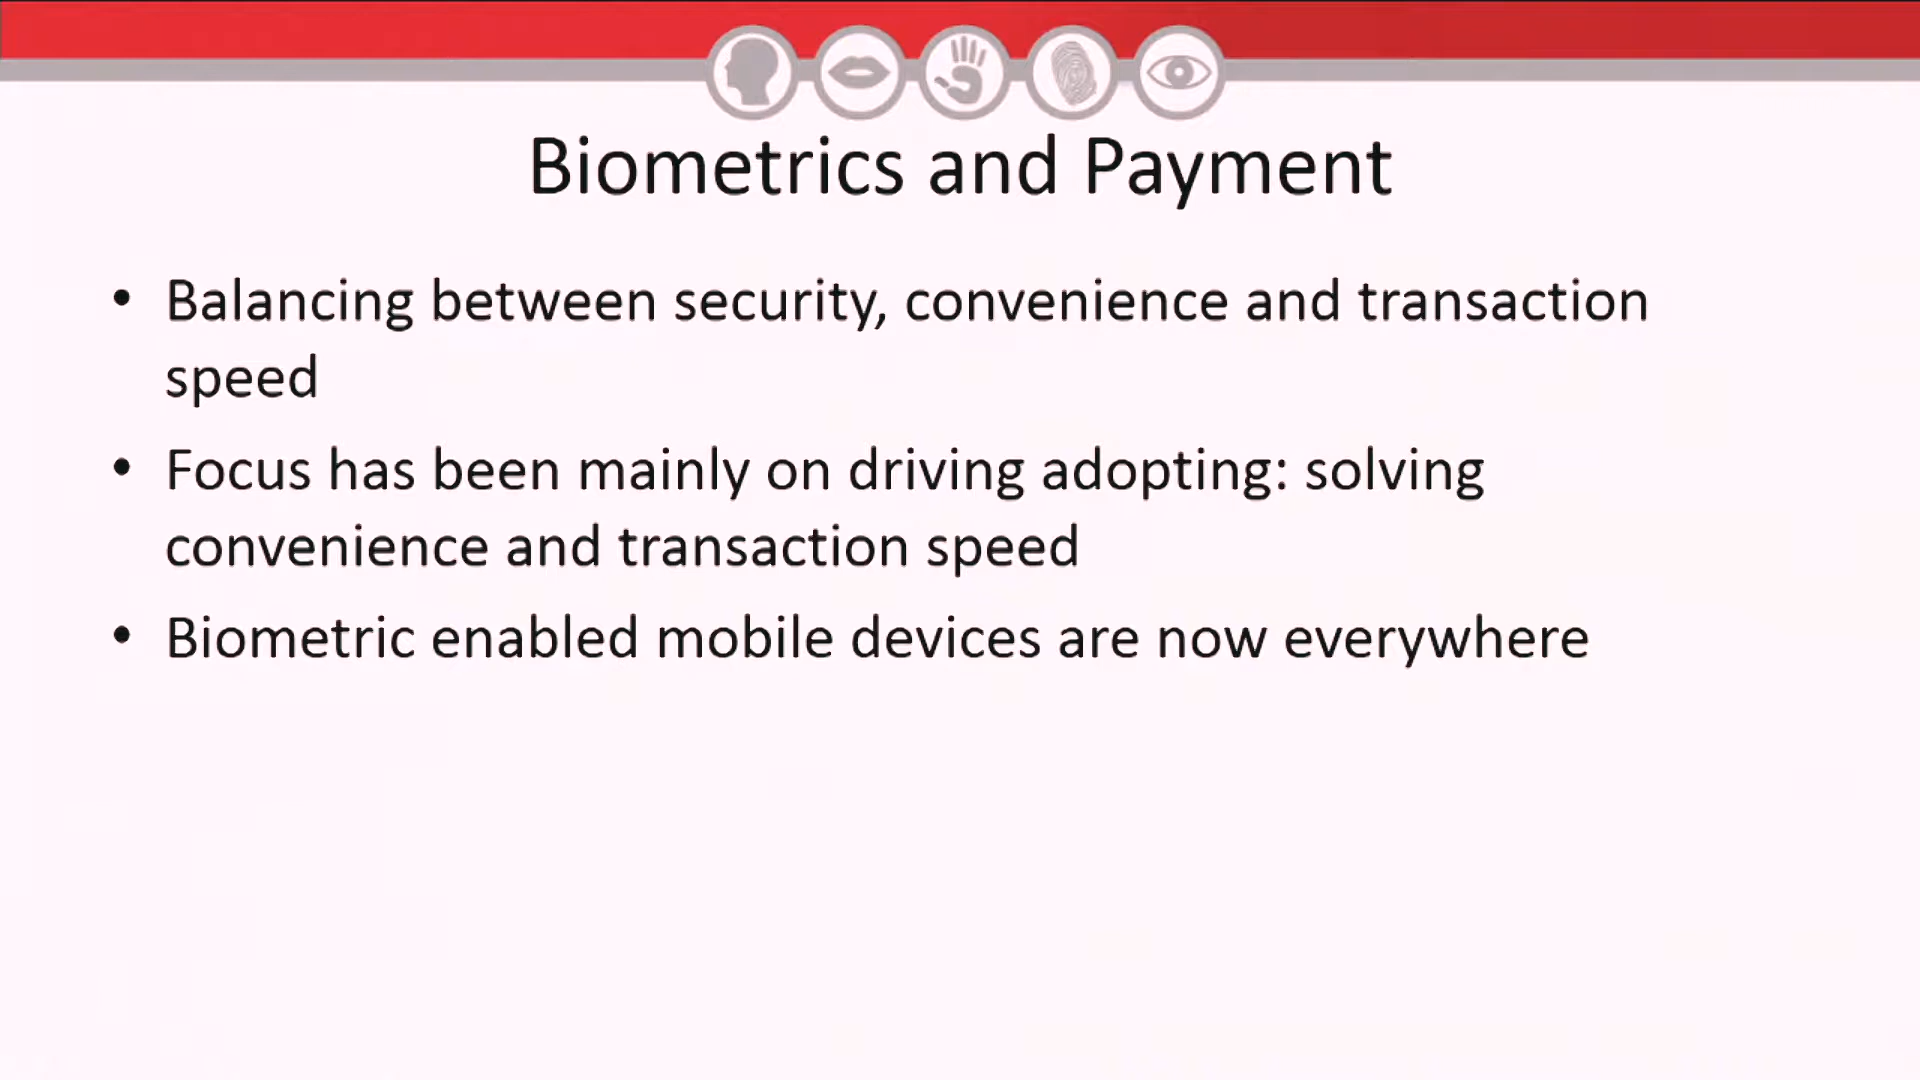 Biometrics and Payment
• Balancing between security, convenience and transaction
speed
• Focus has been mainly on driving adopting: solving
convenience and transaction speed
• Biometric enabled mobile devices are now everywhere